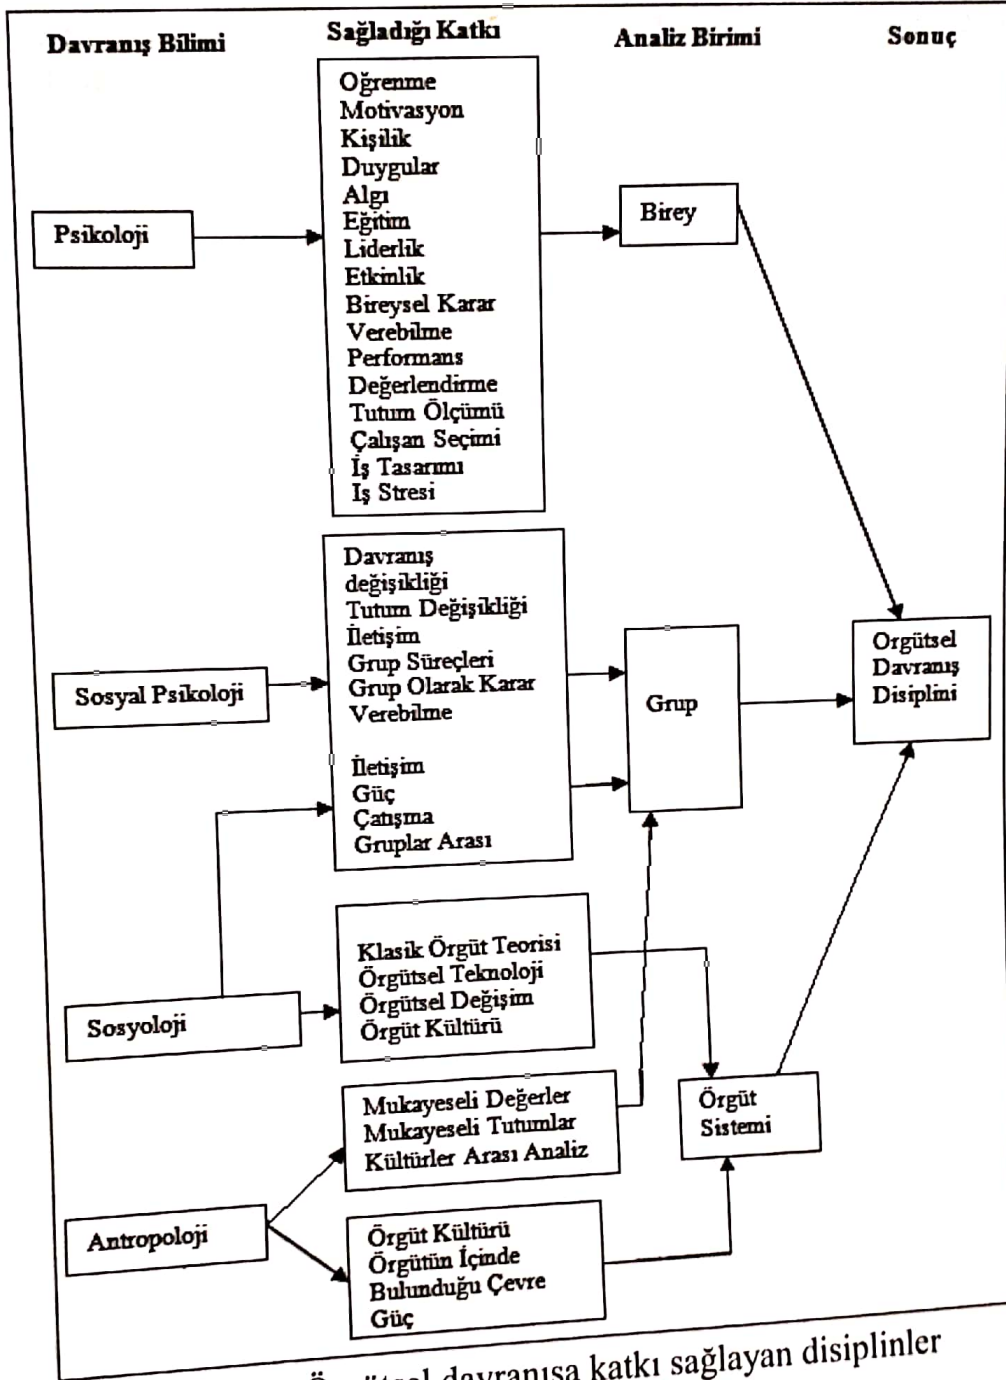 Davranış Bilimi
Sağladığı Katkı
Analiz Birimi
Sonuç
Psikoloji
Oğrenme
Motivasyon
Kişilik
Duygular
Algı
Eğitim
Liderlik
Etkinlik
Bireysel Karar
Verebilme
Performans
Değerlendirme
Tutum Ölçümü
Çalışan Seçimi
İş Tasarımı
Iş Stresi
Birey
Sosyal Psikoloji
Davranış
değişikliği
Tutum Değişikliği
İletişim
Grup Süreçleri
Grup Olarak Karar
Verebilme
İletişim
Güç
Çatışma
Gruplar Arası
Grup
Orgütsel
Davranış
Disiplini
Sosyoloji
Klasik Örgüt Teorisi
Örgütsel Teknoloji
Örgütsel Değişim
Örgüt Kültürü
Örgüt
Sistemi
Antropoloji
Mukayeseli Değerler
Mukayeseli Tutumlar
Kültürler Arası Analiz
Örgüt Kültürü
Örgütün İçinde
Bulunduğu Çevre
Güç
Örgütsel davranışa katkı sağlayan disiplinler